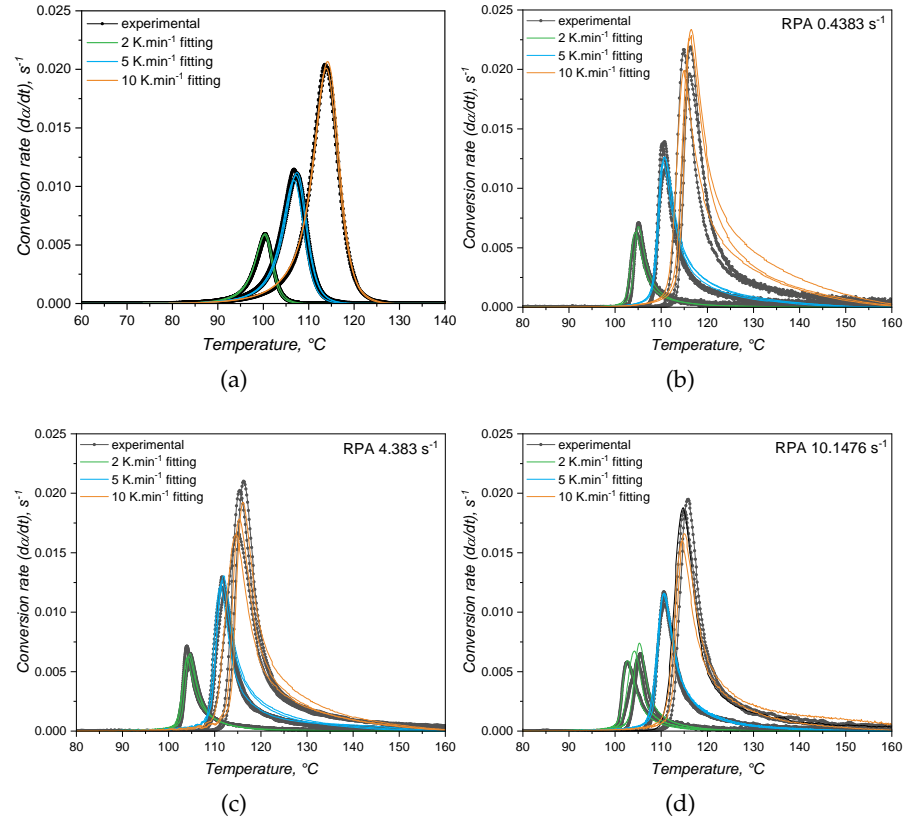 experimental
2 K.min⁻¹ fitting
5 K.min⁻¹ fitting
10 K.min⁻¹ fitting
0.025
0.020
0.015
0.010
0.005
0.000
Conversion rate (dα/dt), s⁻¹
60 70 80 90 100 110 120 130 140
Temperature, °C
(a)
RPA 0.4383 s⁻¹
experimental
2 K.min⁻¹ fitting
5 K.min⁻¹ fitting
10 K.min⁻¹ fitting
0.025
0.020
0.015
0.010
0.005
0.000
Conversion rate (dα/dt), s⁻¹
80 90 100 110 120 130 140 150 160
Temperature, °C
(b)
RPA 4.383 s⁻¹
experimental
2 K.min⁻¹ fitting
5 K.min⁻¹ fitting
10 K.min⁻¹ fitting
0.025
0.020
0.015
0.010
0.005
0.000
Conversion rate (dα/dt), s⁻¹
80 90 100 110 120 130 140 150 160
Temperature, °C
(c)
RPA 10.1476 s⁻¹
experimental
2 K.min⁻¹ fitting
5 K.min⁻¹ fitting
10 K.min⁻¹ fitting
0.025
0.020
0.015
0.010
0.005
0.000
Conversion rate (dα/dt), s⁻¹
80 90 100 110 120 130 140 150 160
Temperature, °C
(d)